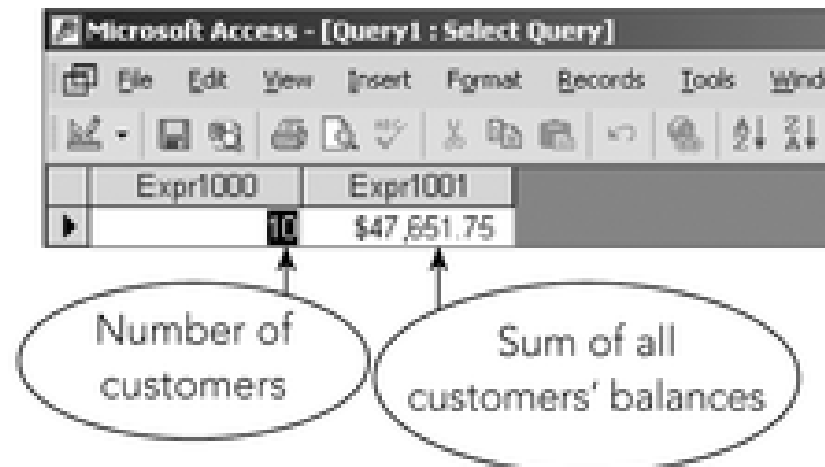 Microsoft Access - [Query1 : Select Query]
File Edit View Insert Format Records Tools Wind
Expr1000 Expr1001
10 $47,651.75
Number of
customers
Sum of all
customers' balances